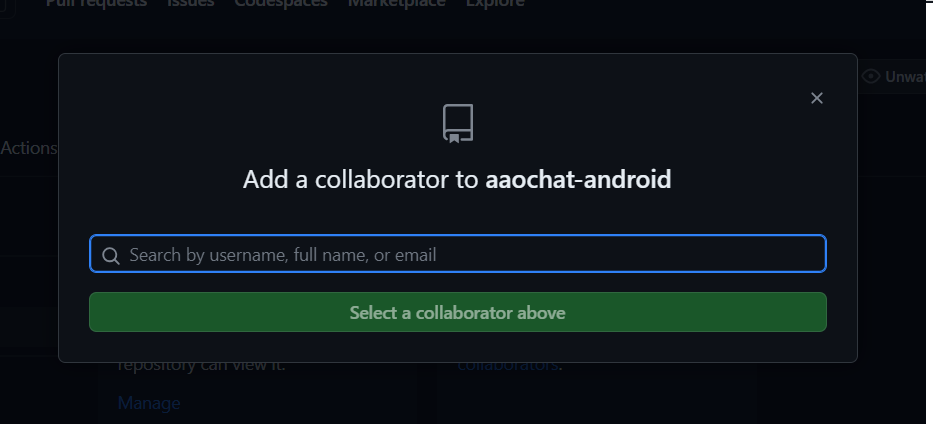 Pull requests Issues Codespaces Marketplace Explore
Unwat
Actions
Add a collaborator to aaochat-android
Search by username, full name, or email
Select a collaborator above
repository can view it. collaborators.
Manage